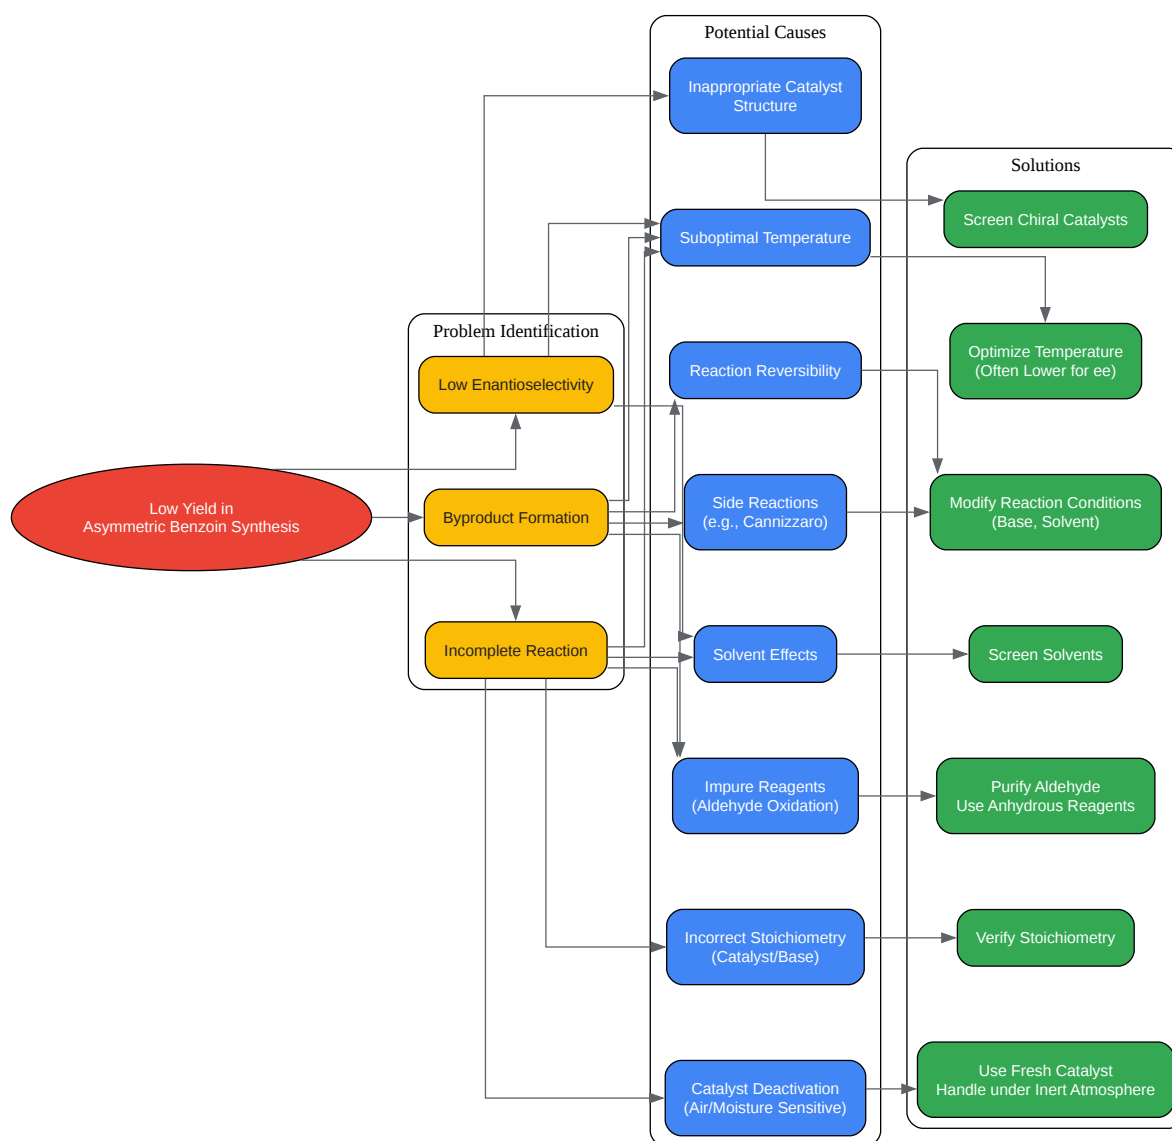 Potential Causes
Inappropriate Catalyst
Structure
Solutions
Screen Chiral Catalysts
Suboptimal Temperature
Problem Identification
Low Enantioselectivity
Reaction Reversibility
Optimize Temperature
(Often Lower for ee)
Low Yield in
Asymmetric Benzoin Synthesis
Byproduct Formation
Side Reactions
(e.g., Cannizzaro)
Modify Reaction Conditions
(Base, Solvent)
Incomplete Reaction
Solvent Effects
Screen Solvents
Impure Reagents
(Aldehyde Oxidation)
Purify Aldehyde
Use Anhydrous Reagents
Incorrect Stoichiometry
(Catalyst/Base)
Verify Stoichiometry
Catalyst Deactivation
(Air/Moisture Sensitive)
Use Fresh Catalyst
Handle under Inert Atmosphere